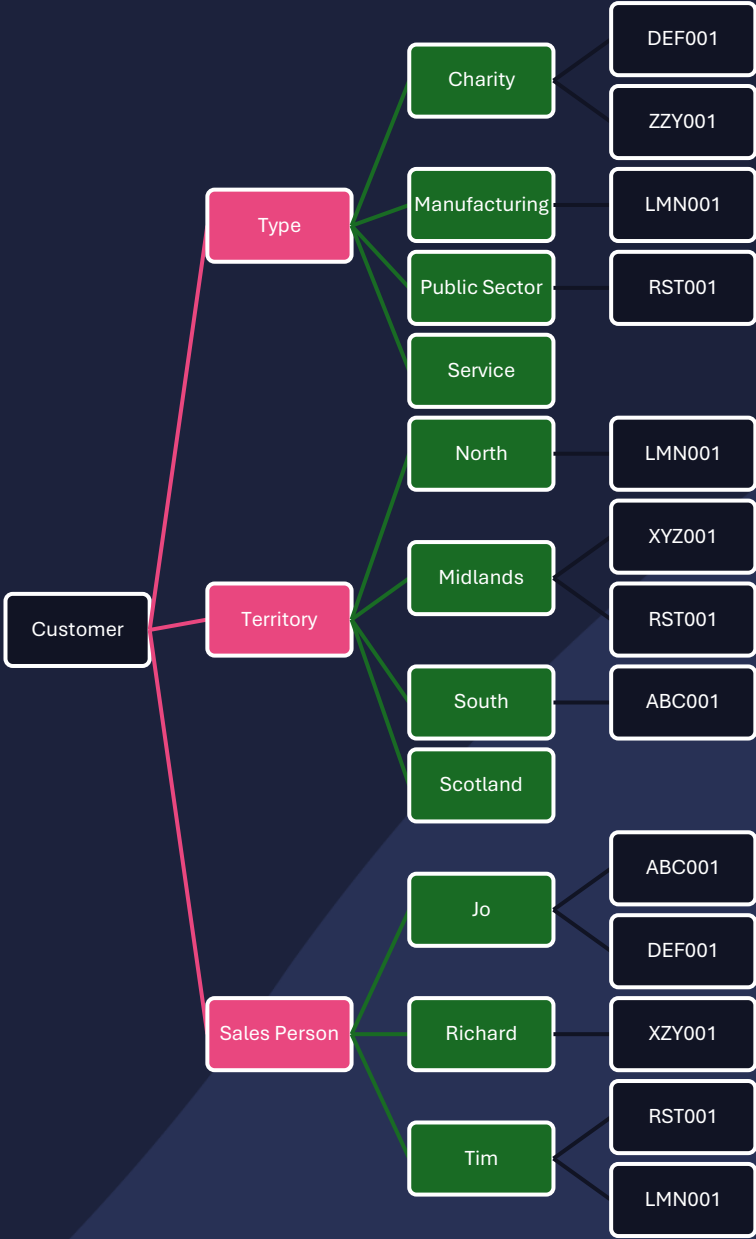 DEF001
Charity
ZZY001
Manufacturing
LMN001
Type
Public Sector
RST001
Service
North
LMN001
XYZ001
Midlands
RST001
Customer
Territory
South
ABC001
Scotland
ABC001
Jo
DEF001
Sales Person
Richard
XZY001
RST001
Tim
LMN001